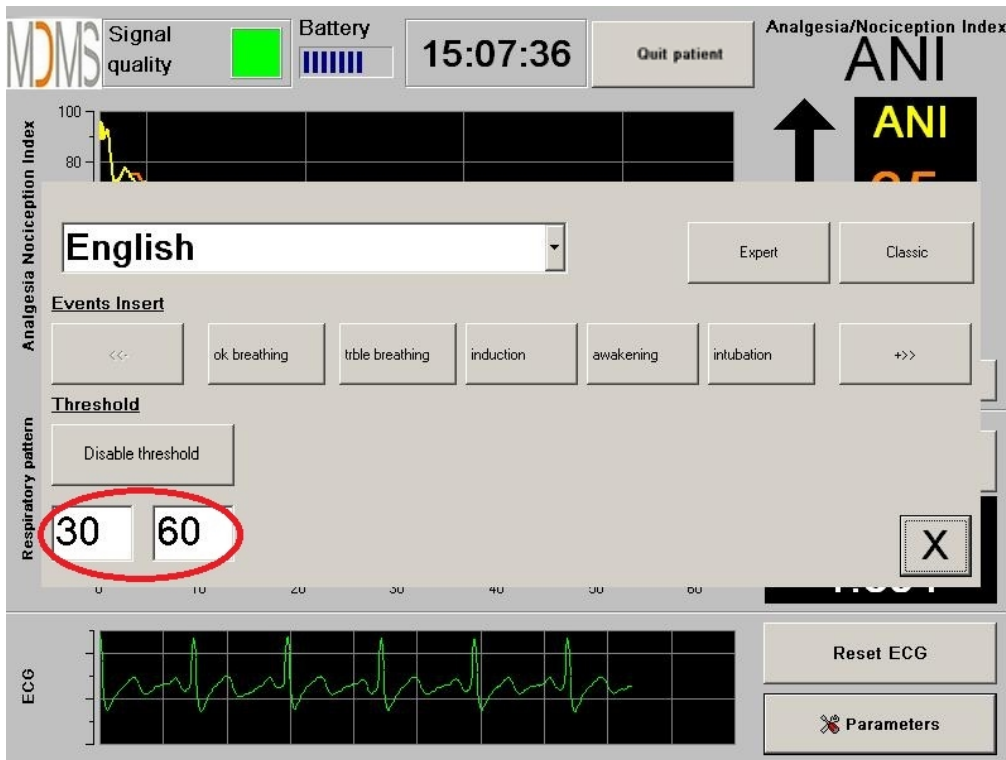 MDMS
Signal
quality
Battery
15:07:36
Quit patient
Analgesia/Nociception Index
ANI
ANI
100
80
Analgesia Nociception Index
English
Expert
Classic
Events Insert
<<-
ok breathing
trble breathing
induction
awakening
intubation
+>>
Threshold
Disable threshold
30
60
X
Respiratory pattern
0 10 20 30 40 50 60
ECG
Reset ECG
Parameters